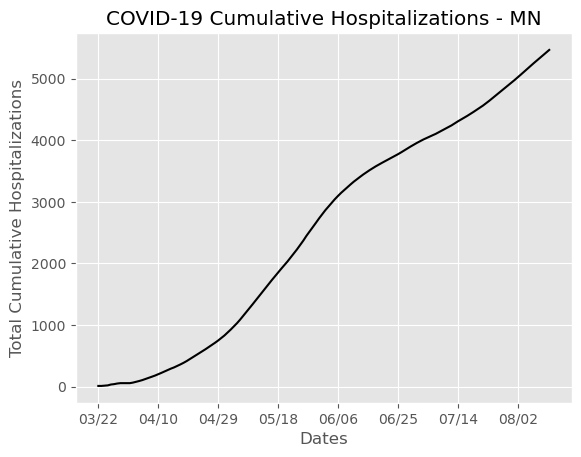 COVID-19 Cumulative Hospitalizations - MN
Total Cumulative Hospitalizations
5000
4000
3000
2000
1000
0
03/22 04/10 04/29 05/18 06/06 06/25 07/14 08/02
Dates